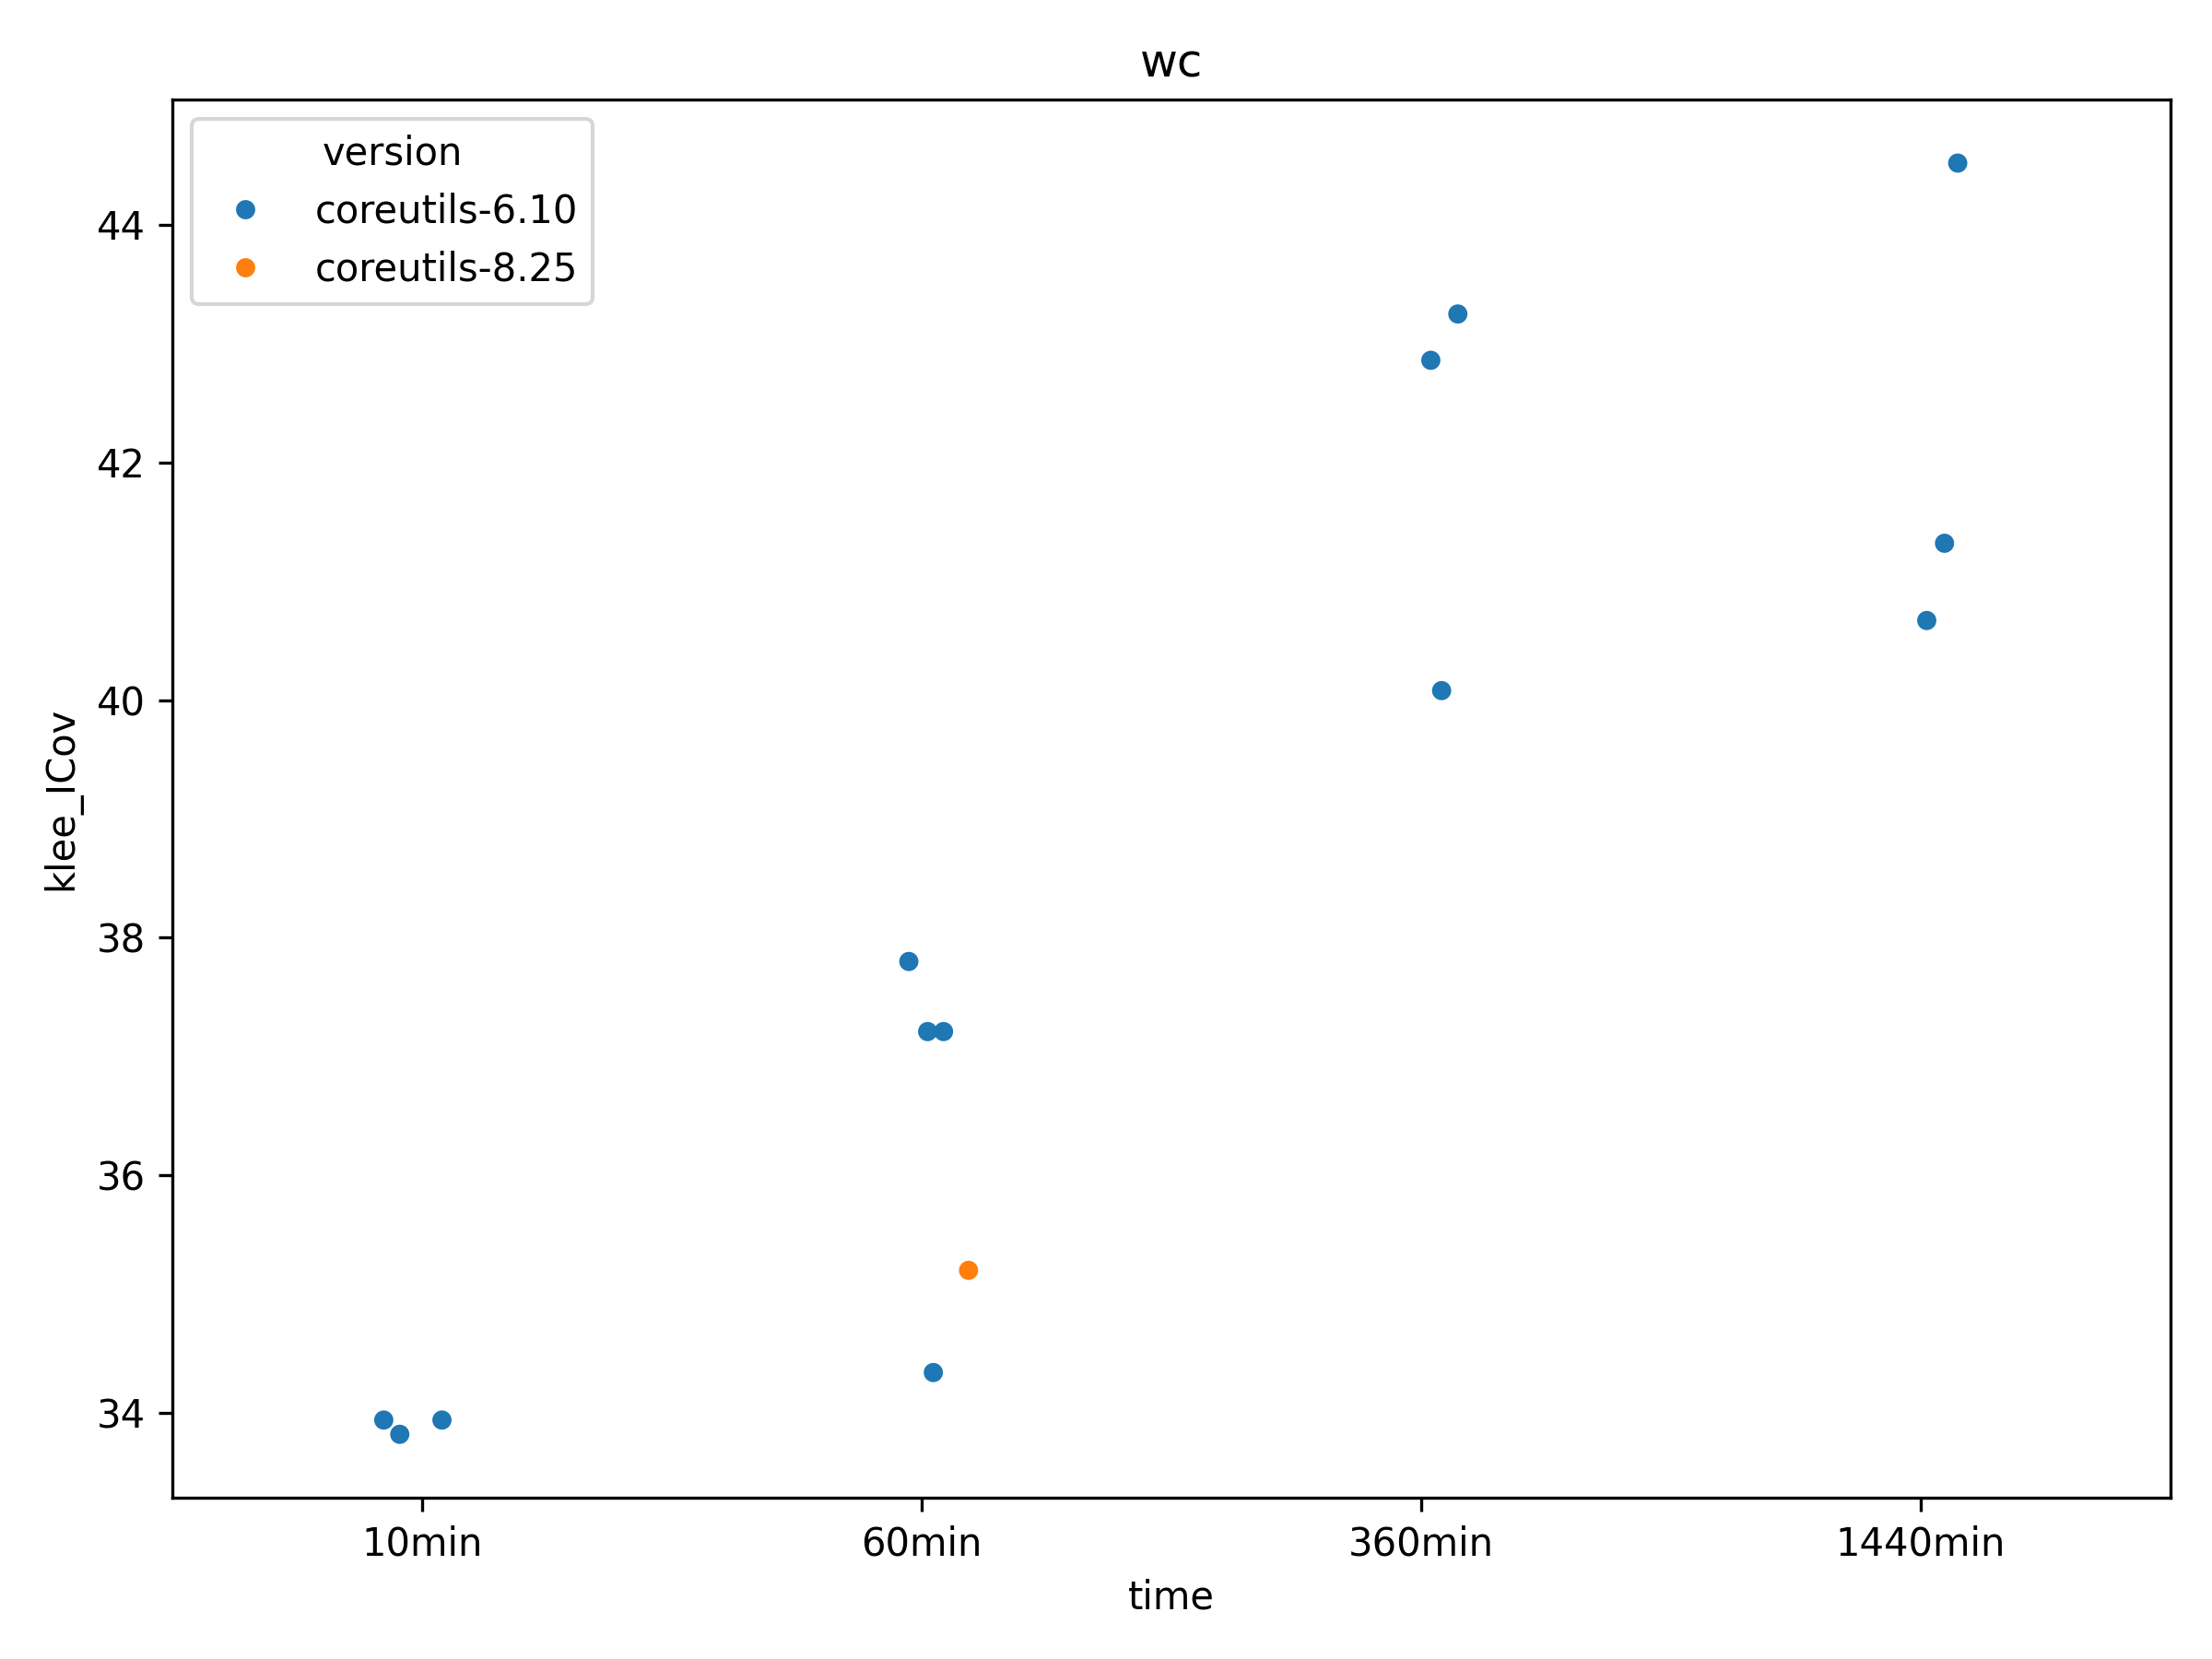 wc
version
coreutils-6.10
coreutils-8.25
klee_ICov
44
42
40
38
36
34
10min 60min 360min 1440min
time